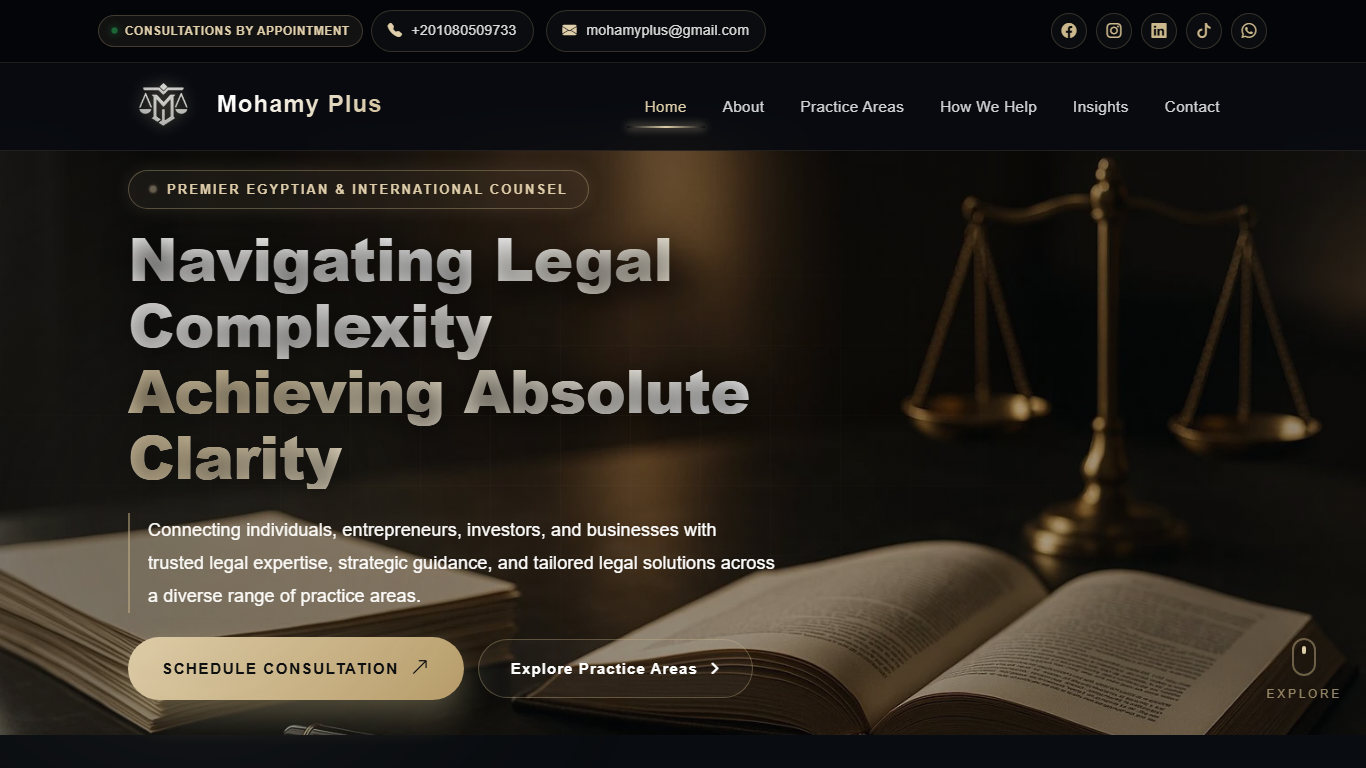 CONSULTATIONS BY APPOINTMENT
+201080509733
mohamyplus@gmail.com
Mohamy Plus
Home
About
Practice Areas
How We Help
Insights
Contact
PREMIER EGYPTIAN & INTERNATIONAL COUNSEL
Navigating Legal
Complexity
Achieving Absolute
Clarity
Connecting individuals, entrepreneurs, investors, and businesses with
trusted legal expertise, strategic guidance, and tailored legal solutions across
a diverse range of practice areas.
SCHEDULE CONSULTATION
Explore Practice Areas
EXPLORE